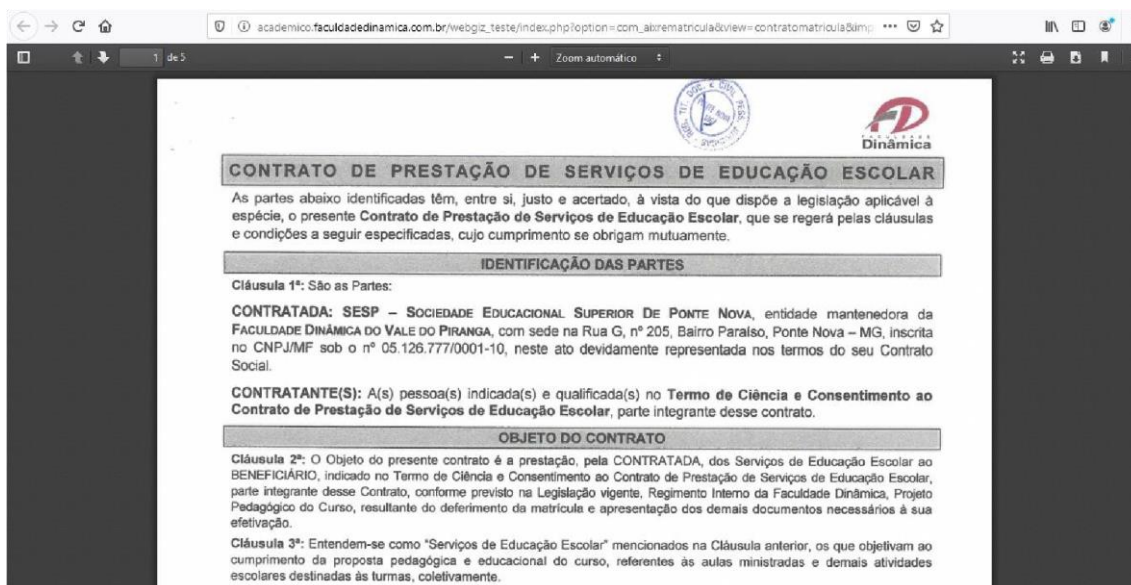 academico.faculdadedinamica.com.br/webgiz_teste/index.php?option=com_aixrematricula&view=contratomatricula&imp
1 de 5
Zoom automático
FD
FACULDADE
Dinâmica
CONTRATO DE PRESTAÇÃO DE SERVIÇOS DE EDUCAÇÃO ESCOLAR
As partes abaixo identificadas têm, entre si, justo e acertado, à vista do que dispõe a legislação aplicável à
espécie, o presente Contrato de Prestação de Serviços de Educação Escolar, que se regerá pelas cláusulas
e condições a seguir especificadas, cujo cumprimento se obrigam mutuamente.
IDENTIFICAÇÃO DAS PARTES
Cláusula 1ª: São as Partes:
CONTRATADA: SESP – SOCIEDADE EDUCACIONAL SUPERIOR DE PONTE NOVA, entidade mantenedora da
FACULDADE DINÂMICA DO VALE DO PIRANGA, com sede na Rua G, nº 205, Bairro Paraíso, Ponte Nova – MG, inscrita
no CNPJ/MF sob o nº 05.126.777/0001-10, neste ato devidamente representada nos termos do seu Contrato
Social.
CONTRATANTE(S): A(s) pessoa(s) indicada(s) e qualificada(s) no Termo de Ciência e Consentimento ao
Contrato de Prestação de Serviços de Educação Escolar, parte integrante desse contrato.
OBJETO DO CONTRATO
Cláusula 2ª: O Objeto do presente contrato é a prestação, pela CONTRATADA, dos Serviços de Educação Escolar ao
BENEFICIÁRIO, indicado no Termo de Ciência e Consentimento ao Contrato de Prestação de Serviços de Educação Escolar,
parte integrante desse Contrato, conforme previsto na Legislação vigente, Regimento Interno da Faculdade Dinâmica, Projeto
Pedagógico do Curso, resultante do deferimento da matrícula e apresentação dos demais documentos necessários à sua
efetivação.
Cláusula 3ª: Entendem-se como "Serviços de Educação Escolar" mencionados na Cláusula anterior, os que objetivam ao
cumprimento da proposta pedagógica e educacional do curso, referentes às aulas ministradas e demais atividades
escolares destinadas às turmas, coletivamente.